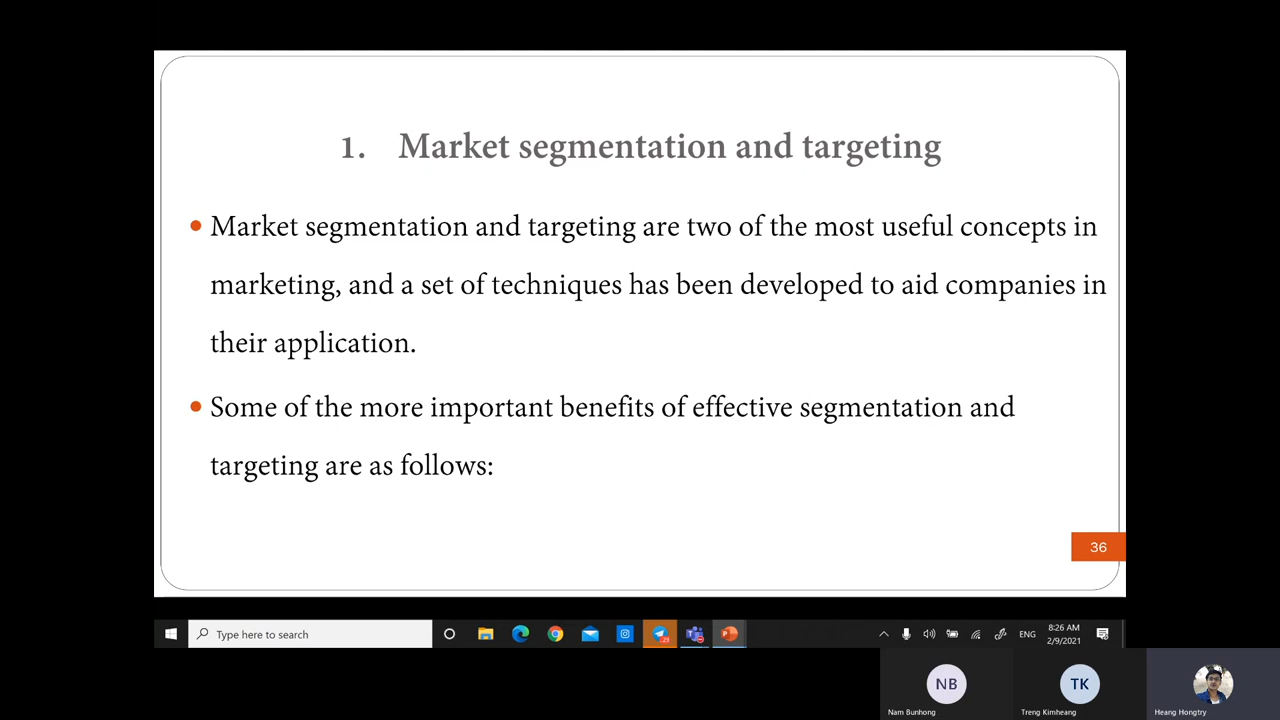 1. Market segmentation and targeting
• Market segmentation and targeting are two of the most useful concepts in
marketing, and a set of techniques has been developed to aid companies in
their application.
• Some of the more important benefits of effective segmentation and
targeting are as follows:
36
Type here to search
ENG
8:26 AM
2/9/2021
NB
TK
Nam Bunhong
Treng Kimheang
Heang Hongtry